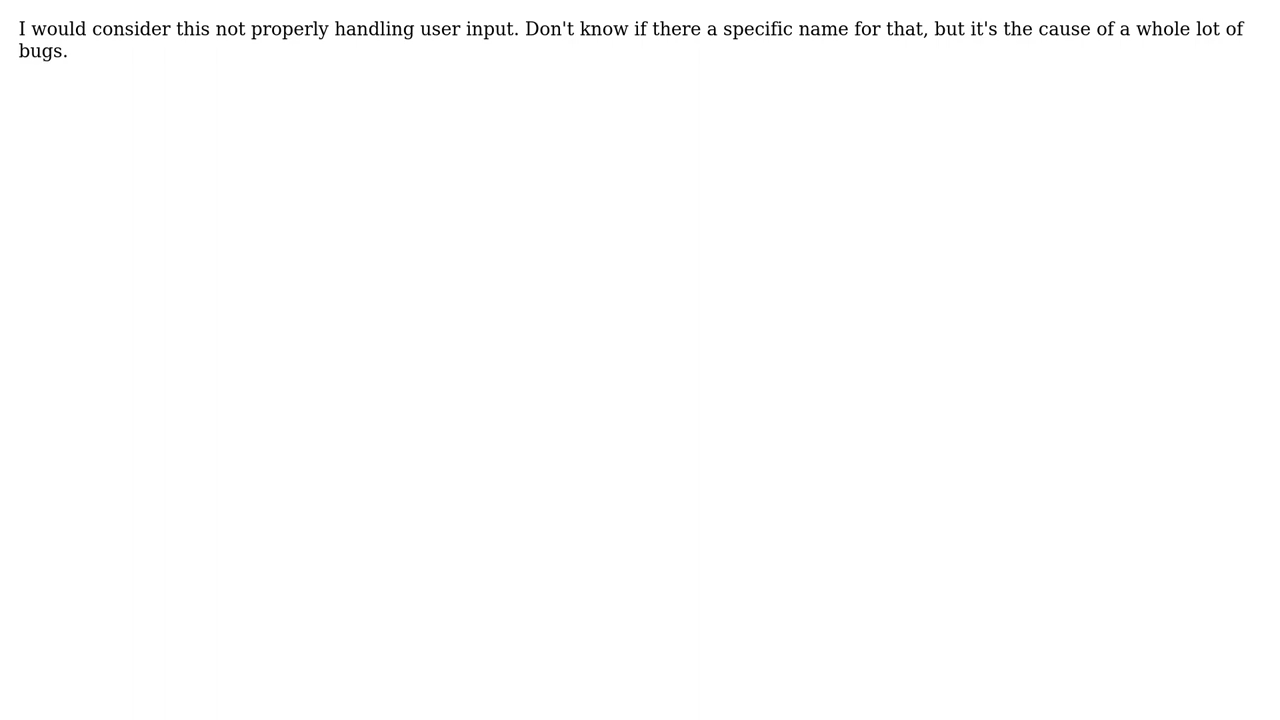 I would consider this not properly handling user input. Don't know if there a specific name for that, but it's the cause of a whole lot of
bugs.